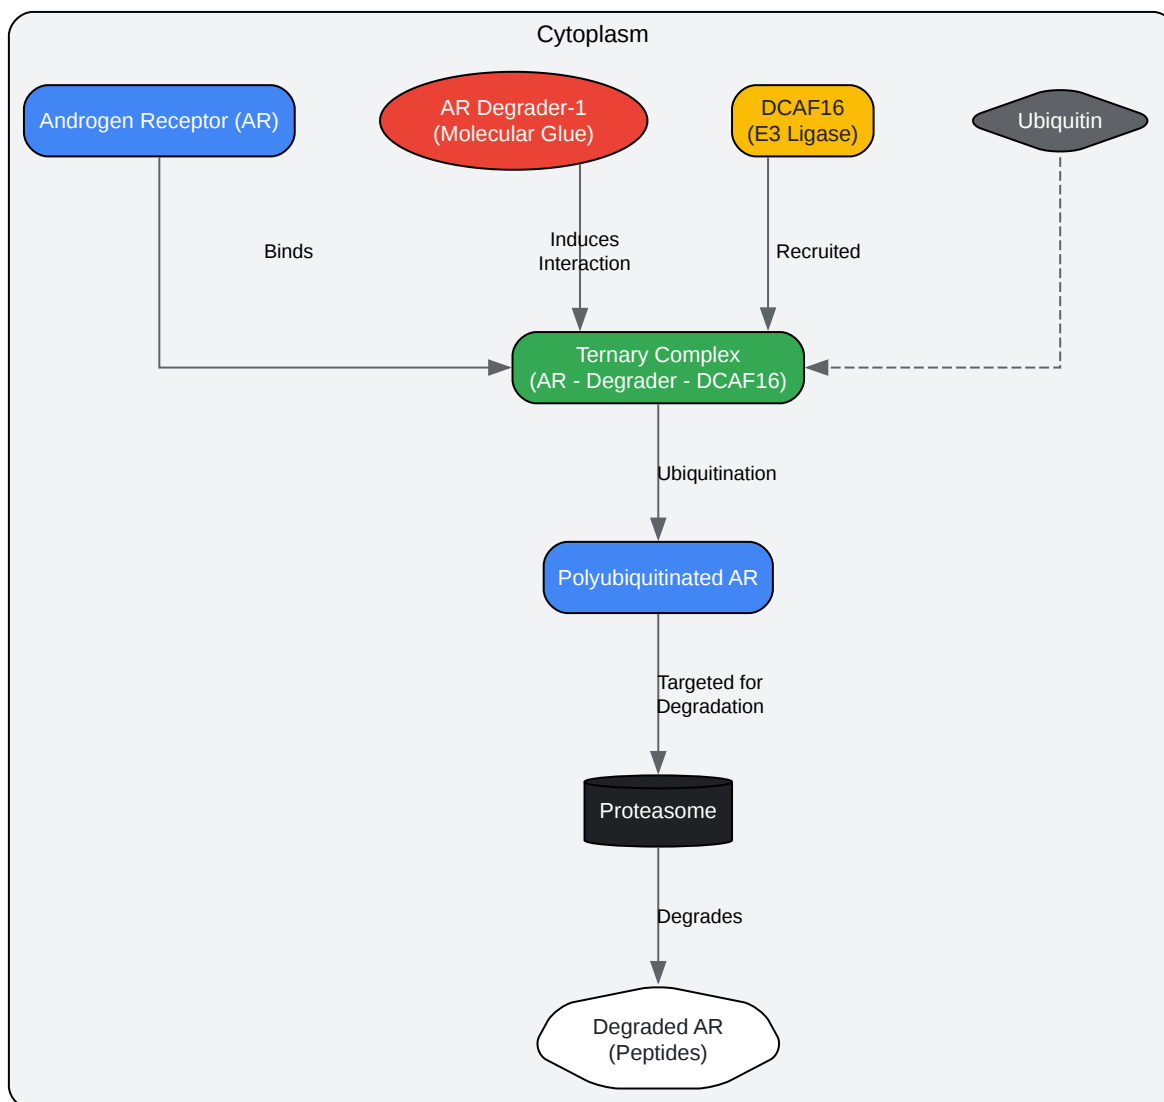 Cytoplasm
Androgen Receptor (AR)
AR Degrader-1
(Molecular Glue)
DCAF16
(E3 Ligase)
Ubiquitin
Binds
Induces
Interaction
Recruited
Ternary Complex
(AR - Degrader - DCAF16)
Ubiquitination
Polyubiquitinated AR
Targeted for
Degradation
Proteasome
Degrades
Degraded AR
(Peptides)